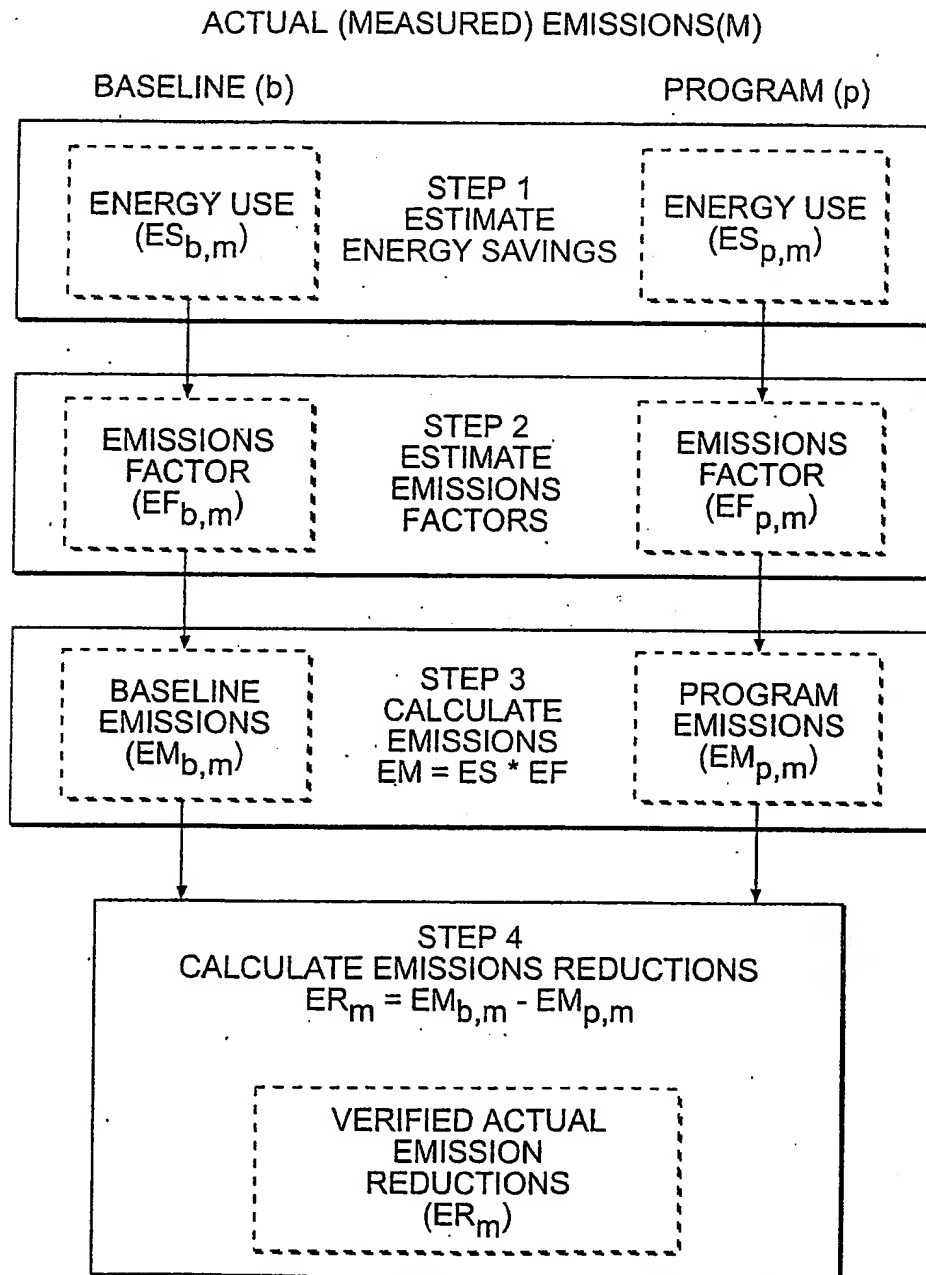 ACTUAL (MEASURED) EMISSIONS(M)
BASELINE (b)
PROGRAM (p)
ENERGY USE
(ES_b,m)
STEP 1
ESTIMATE
ENERGY SAVINGS
ENERGY USE
(ES_p,m)
EMISSIONS
FACTOR
(EF_b,m)
STEP 2
ESTIMATE
EMISSIONS
FACTORS
EMISSIONS
FACTOR
(EF_p,m)
BASELINE
EMISSIONS
(EM_b,m)
STEP 3
CALCULATE
EMISSIONS
EM = ES * EF
PROGRAM
EMISSIONS
(EM_p,m)
STEP 4
CALCULATE EMISSIONS REDUCTIONS
ER_m = EM_b,m - EM_p,m
VERIFIED ACTUAL
EMISSION
REDUCTIONS
(ER_m)